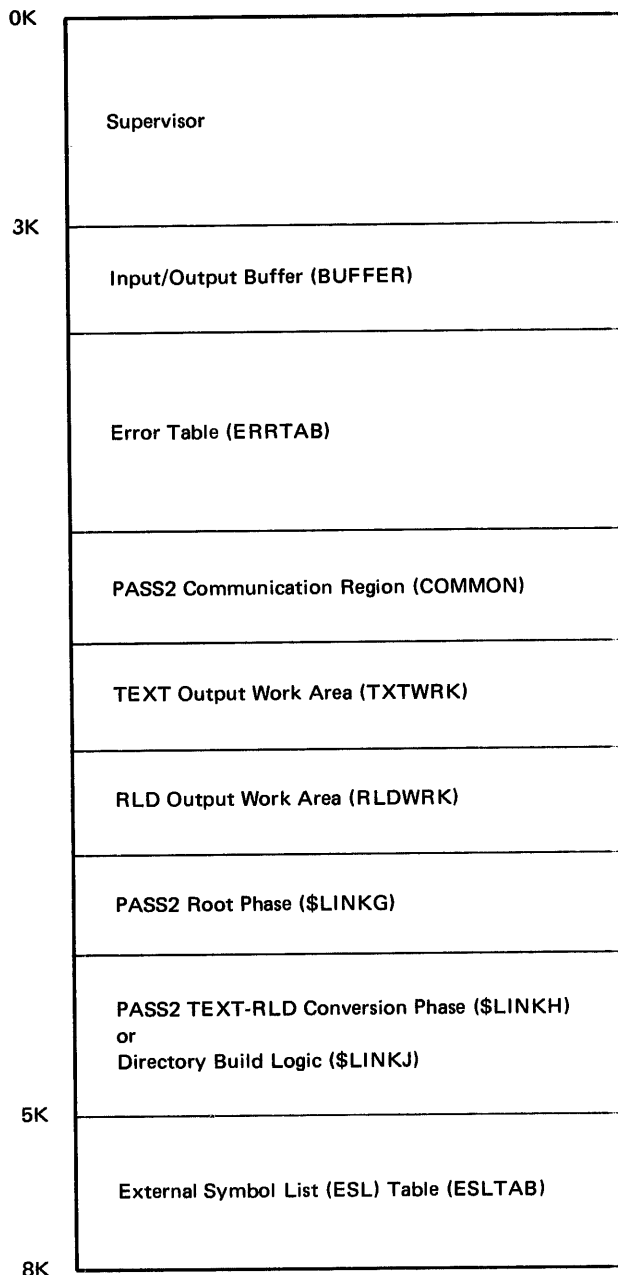 0K
Supervisor
3K
Input/Output Buffer (BUFFER)
Error Table (ERRTAB)
PASS2 Communication Region (COMMON)
TEXT Output Work Area (TXTWRK)
RLD Output Work Area (RLDWRK)
PASS2 Root Phase ($LINKG)
PASS2 TEXT-RLD Conversion Phase ($LINKH)
or
Directory Build Logic ($LINKJ)
5K
External Symbol List (ESL) Table (ESLTAB)
8K